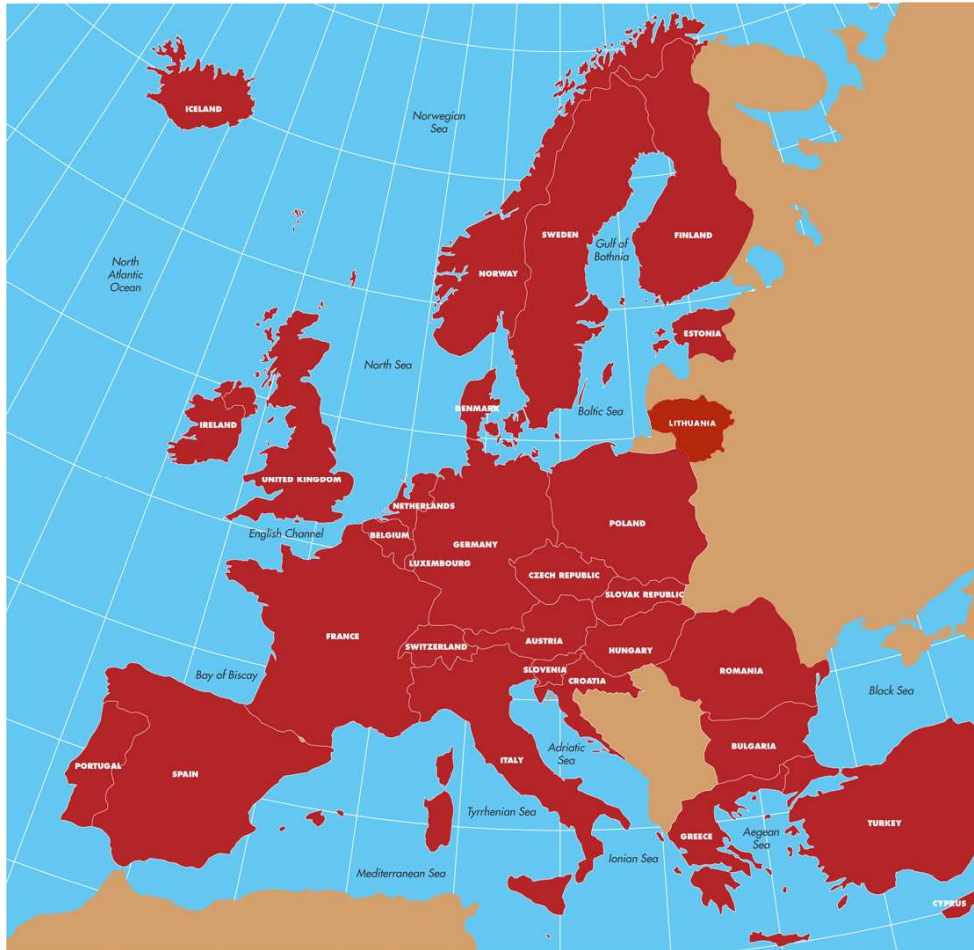 ICELAND
Norwegian
Sea
SWEDEN
FINLAND
Gulf of
Bothnia
NORWAY
North
Atlantic
Ocean
ESTONIA
North Sea
DENMARK
Baltic Sea
LITHUANIA
IRELAND
UNITED KINGDOM
NETHERLANDS
POLAND
English Channel
BELGIUM
GERMANY
LUXEMBOURG
CZECH REPUBLIC
SLOVAK REPUBLIC
FRANCE
SWITZERLAND
AUSTRIA
HUNGARY
SLOVENIA
CROATIA
ROMANIA
Bay of Biscay
Black Sea
BULGARIA
Adriatic
Sea
ITALY
PORTUGAL
SPAIN
Tyrrhenian Sea
TURKEY
GREECE
Aegean
Sea
Ionian Sea
Mediterranean Sea
CYPRUS